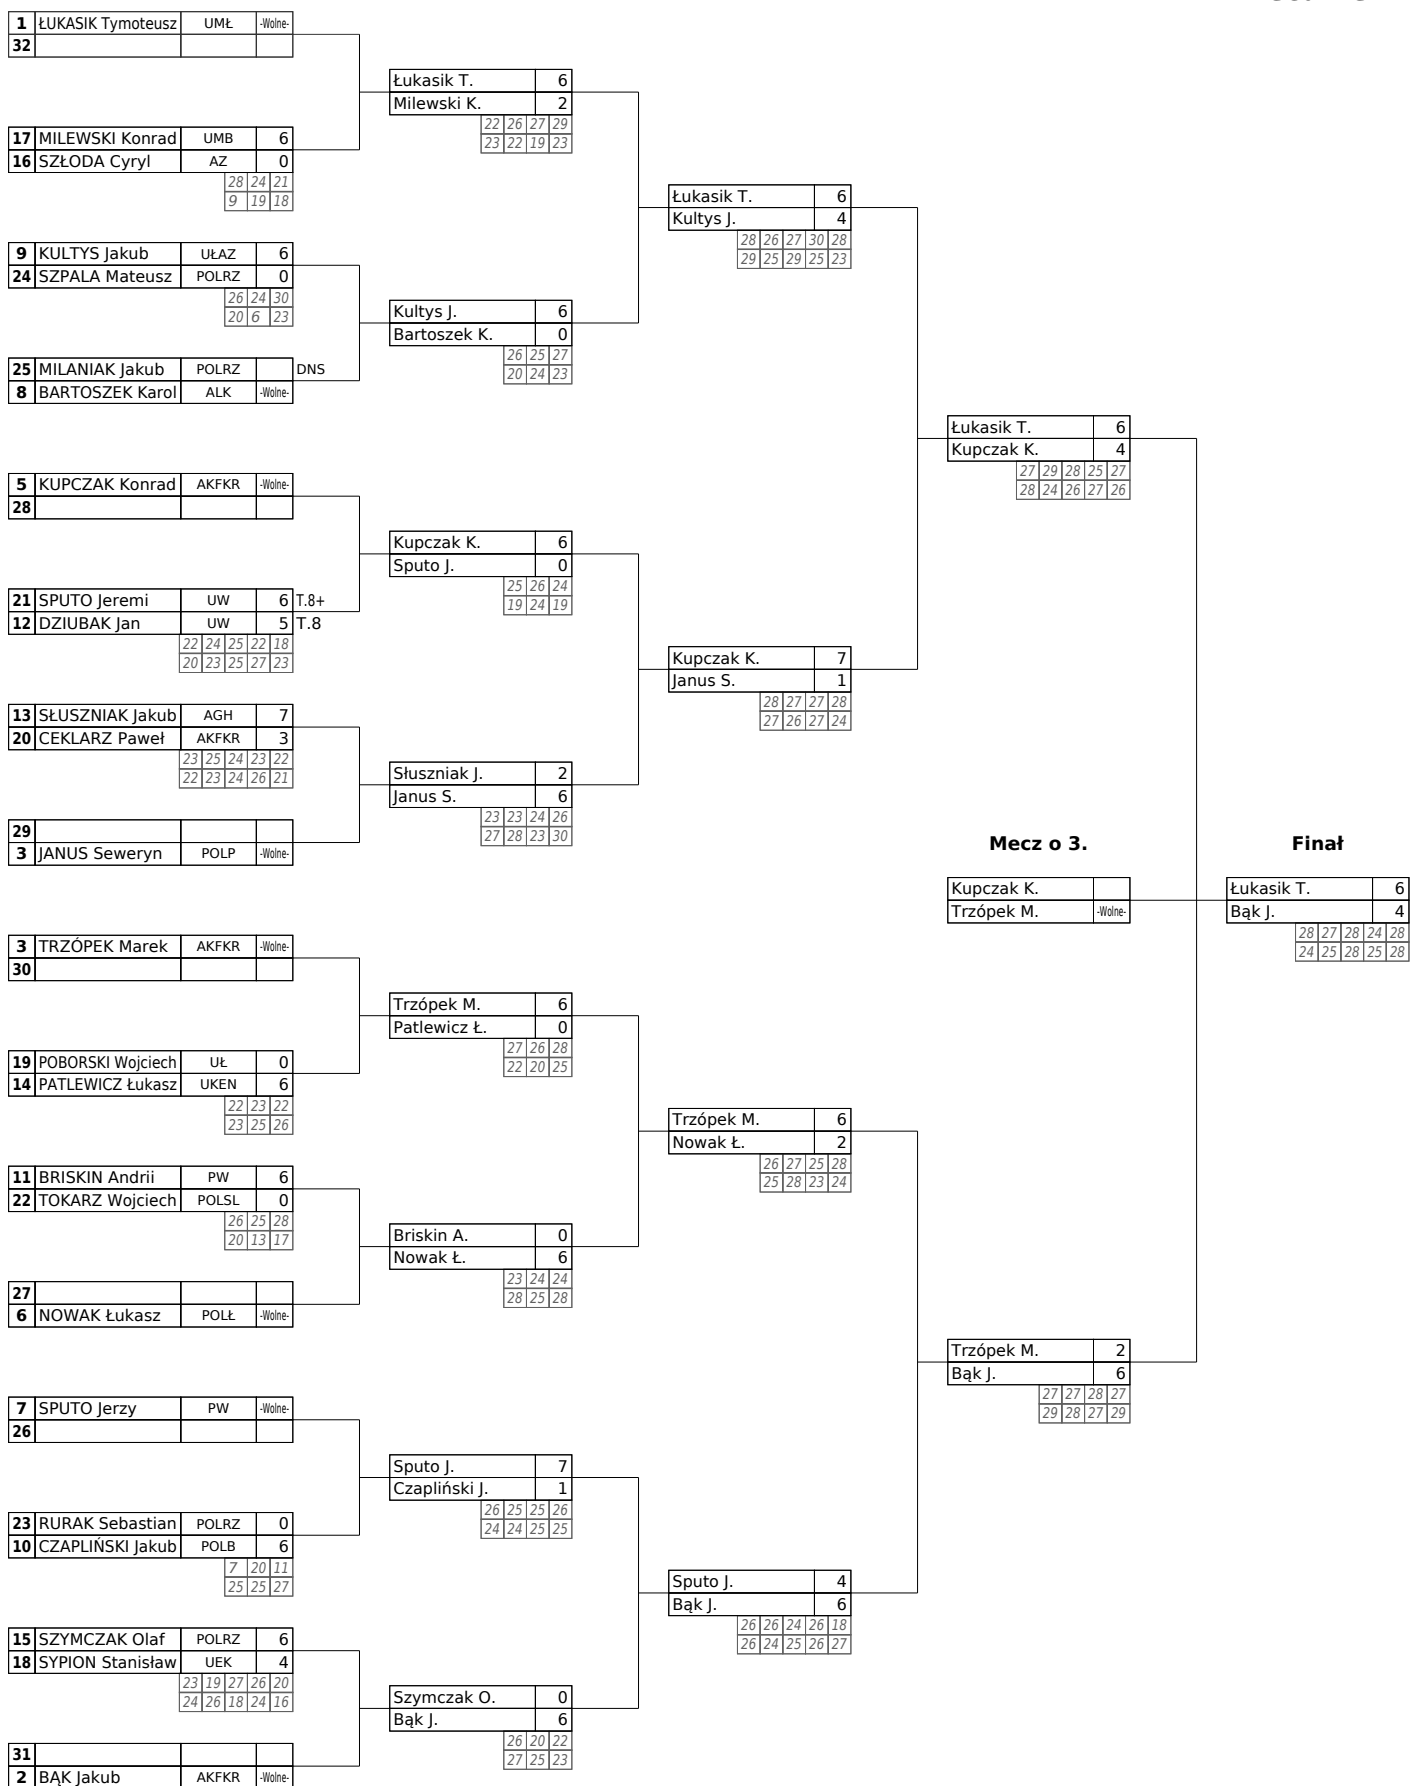 1 ŁUKASIK Tymoteusz UMŁ -Wolne-
32
Łukasik T. 6
Milewski K. 2
22 26 27 29
23 22 19 23
17 MILEWSKI Konrad UMB 6
16 SZŁODA Cyryl AZ 0
28 24 21
9 19 18
Łukasik T. 6
Kultys J. 4
28 26 27 30 28
29 25 29 25 23
9 KULTYS Jakub UŁAZ 6
24 SZPALA Mateusz POLRZ 0
26 24 30
20 6 23
Kultys J. 6
Bartoszek K. 0
26 25 27
20 24 23
25 MILANIAK Jakub POLRZ DNS
8 BARTOSZEK Karol ALK -Wolne-
Łukasik T. 6
Kupczak K. 4
27 29 28 25 27
28 24 26 27 26
5 KUPCZAK Konrad AKFKR -Wolne-
28
Kupczak K. 6
Sputo J. 0
25 26 24
19 24 19
21 SPUTO Jeremi UW 6 T.8+
12 DZIUBAK Jan UW 5 T.8
22 24 25 22 18
20 23 25 27 23
Kupczak K. 7
Janus S. 1
28 27 27 28
27 26 27 24
13 SŁUSZNIAK Jakub AGH 7
20 CEKLARZ Paweł AKFKR 3
23 25 24 23 22
22 23 24 26 21
Słuszniak J. 2
Janus S. 6
23 23 24 26
27 28 23 30
29
3 JANUS Seweryn POLP -Wolne-
Mecz o 3. Finał
Kupczak K.
Trzópek M. -Wolne-
Łukasik T. 6
Bąk J. 4
28 27 28 24 28
24 25 28 25 28
3 TRZÓPEK Marek AKFKR -Wolne-
30
Trzópek M. 6
Patlewicz Ł. 0
27 26 28
22 20 25
19 POBORSKI Wojciech UŁ 0
14 PATLEWICZ Łukasz UKEN 6
22 23 22
23 25 26
Trzópek M. 6
Nowak Ł. 2
26 27 25 28
25 28 23 24
11 BRISKIN Andrii PW 6
22 TOKARZ Wojciech POLSL 0
26 25 28
20 13 17
Briskin A. 0
Nowak Ł. 6
23 24 24
28 25 28
27
6 NOWAK Łukasz POLŁ -Wolne-
Trzópek M. 2
Bąk J. 6
27 27 28 27
29 28 27 29
7 SPUTO Jerzy PW -Wolne-
26
Sputo J. 7
Czapliński J. 1
26 25 25 26
24 24 25 25
23 RURAK Sebastian POLRZ 0
10 CZAPLIŃSKI Jakub POLB 6
7 20 11
25 25 27
Sputo J. 4
Bąk J. 6
26 26 24 26 18
26 24 25 26 27
15 SZYMCZAK Olaf POLRZ 6
18 SYPION Stanisław UEK 4
23 19 27 26 20
24 26 18 24 16
Szymczak O. 0
Bąk J. 6
26 20 22
27 25 23
31
2 BĄK Jakub AKFKR -Wolne-